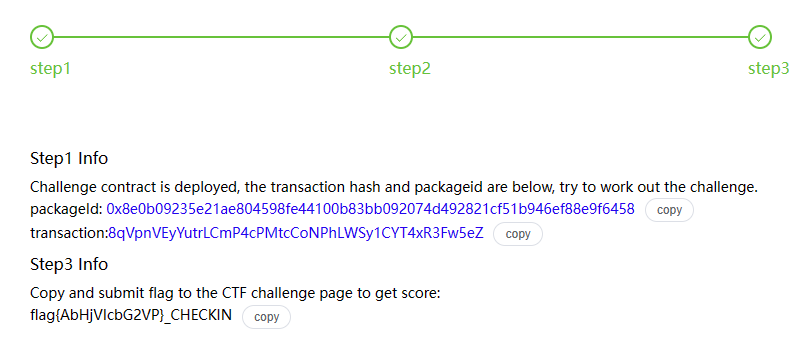 step1
step2
step3
Step1 Info
Challenge contract is deployed, the transaction hash and packageid are below, try to work out the challenge.
packageId: 0x8e0b09235e21ae804598fe44100b83bb092074d492821cf51b946ef88e9f6458 copy
transaction:8qVpnVEyYutrLCmP4cPMtcCoNPhLWSy1CYT4xR3Fw5eZ copy
Step3 Info
Copy and submit flag to the CTF challenge page to get score:
flag{AbHjVIcbG2VP}_CHECKIN copy